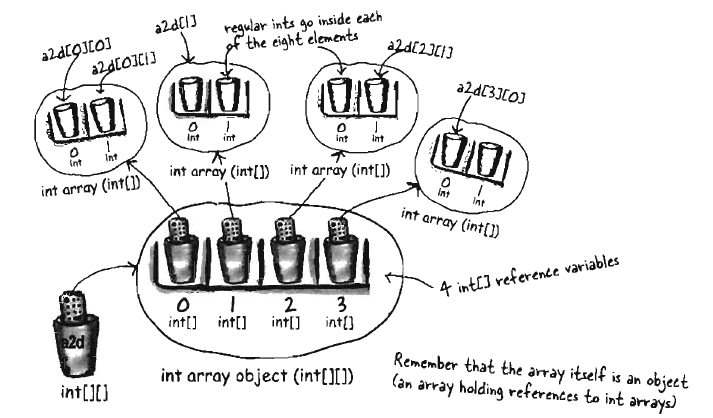 a2d[0][0]
a2d[0][1]
a2d[1]
regular ints go inside each
of the eight elements
a2d[2][1]
a2d[3][0]
0 1
int int
int array (int[])
0 1
int int
int array (int[])
0 1
int int
int array (int[])
0 1
int int
int array (int[])
0 1 2 3
int[] int[] int[] int[]
4 int[] reference variables
a2d
int[][]
int array object (int[][])
Remember that the array itself is an object
(an array holding references to int arrays)